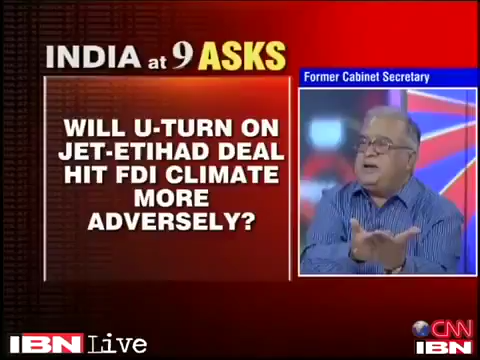 INDIA at 9 ASKS
Former Cabinet Secretary
WILL U-TURN ON
JET-ETIHAD DEAL
HIT FDI CLIMATE
MORE
ADVERSELY?
IBN Live
CNN
IBN